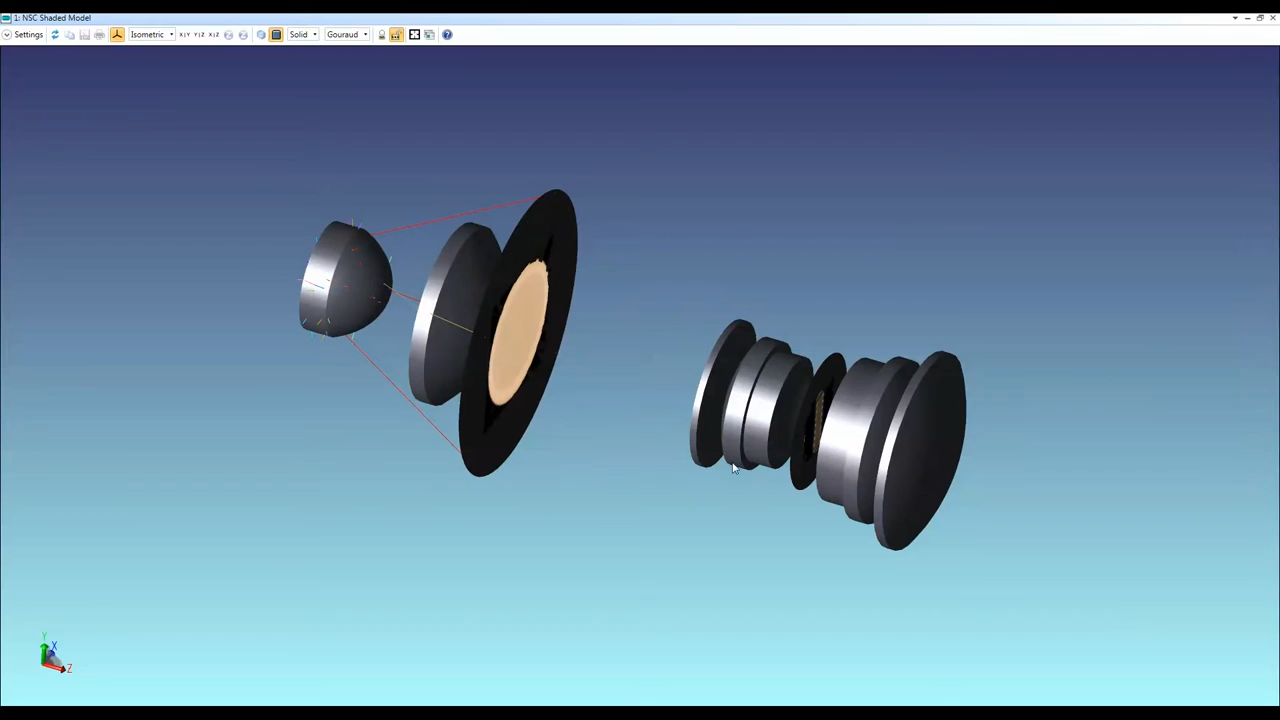 1: NSC Shaded Model
Settings Isometric X|Y Y|Z X|Z Solid Gouraud
Y
X
Z